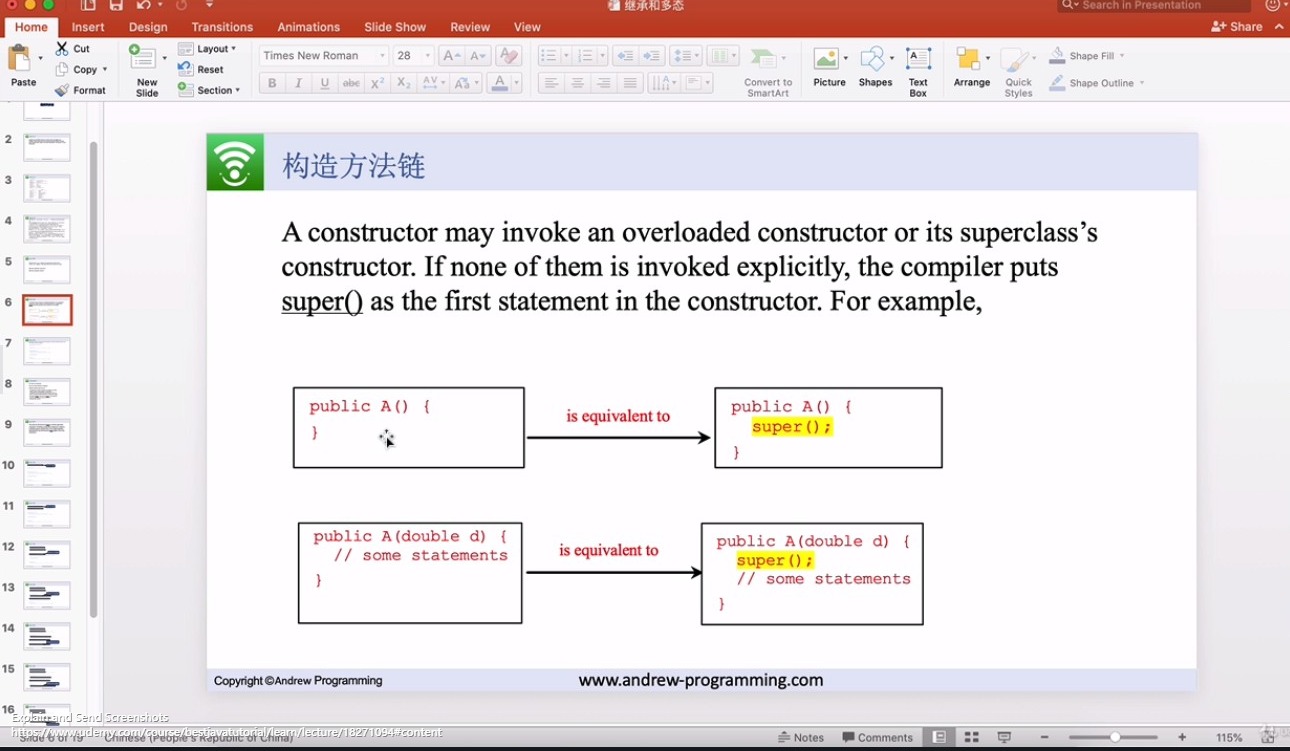 继承和多态
Search in Presentation
Home Insert Design Transitions Animations Slide Show Review View
Share
Paste
Cut
Copy
Format
New Slide
Layout
Reset
Section
Times New Roman 28
B I U abc X² X₂ AV Aa A
Convert to SmartArt
Picture
Shapes
Text Box
Arrange
Quick Styles
Shape Fill
Shape Outline
2
3
4
5
6
7
8
9
10
11
12
13
14
15
16
构造方法链
A constructor may invoke an overloaded constructor or its superclass’s
constructor. If none of them is invoked explicitly, the compiler puts
super() as the first statement in the constructor. For example,
public A() {
}
is equivalent to
public A() {
super();
}
public A(double d) {
// some statements
}
is equivalent to
public A(double d) {
super();
// some statements
}
Copyright ©Andrew Programming
www.andrew-programming.com
Explain and Send Screenshots
https://www.udemy.com/course/bestjavatutorial/learn/lecture/18271094#content
Slide 6 of 19 Chinese (People's Republic of China)
Notes
Comments
115%